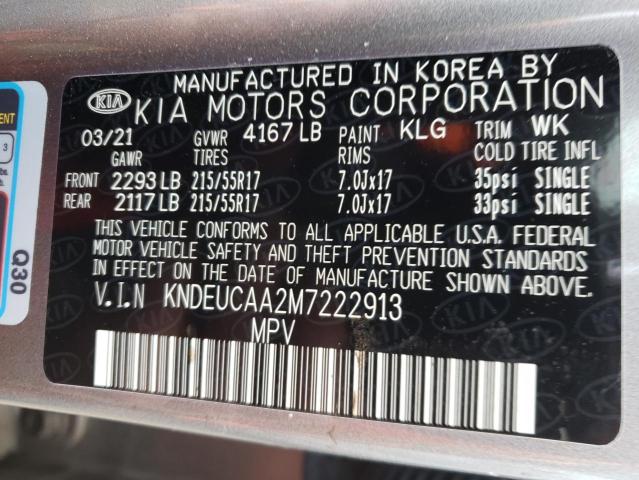 MANUFACTURED IN KOREA BY
KIA KIA MOTORS CORPORATION
03/21 GVWR 4167 LB PAINT KLG TRIM WK
GAWR TIRES RIMS COLD TIRE INFL
FRONT 2293 LB 215/55R17 7.0Jx17 35psi SINGLE
REAR 2117 LB 215/55R17 7.0Jx17 33psi SINGLE
THIS VEHICLE CONFORMS TO ALL APPLICABLE U.S.A. FEDERAL
MOTOR VEHICLE SAFETY AND THEFT PREVENTION STANDARDS
IN EFFECT ON THE DATE OF MANUFACTURE SHOWN ABOVE.
V.I.N KNDEUCAA2M7222913
MPV
3
Q30